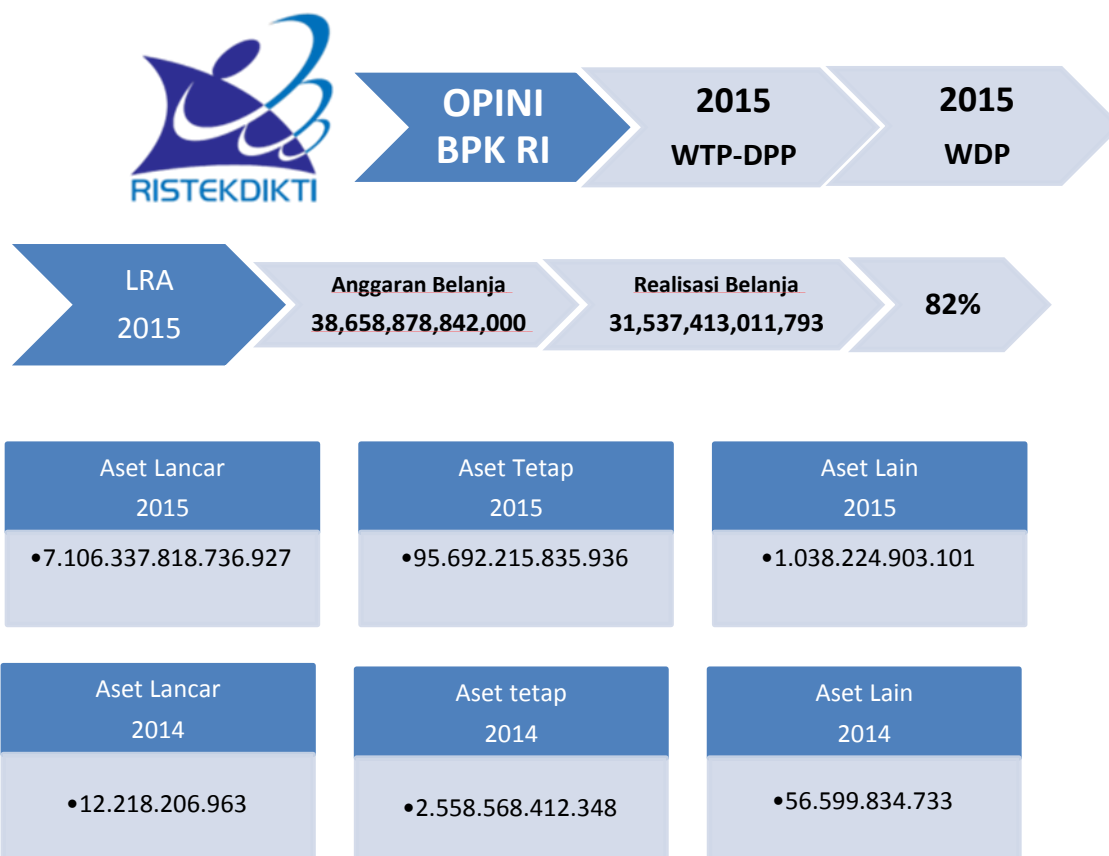 RISTEKDIKTI
OPINI
BPK RI
2015
WTP-DPP
2015
WDP
LRA
2015
Anggaran Belanja
38,658,878,842,000
Realisasi Belanja
31,537,413,011,793
82%
Aset Lancar
2015
•7.106.337.818.736.927
Aset Tetap
2015
•95.692.215.835.936
Aset Lain
2015
•1.038.224.903.101
Aset Lancar
2014
•12.218.206.963
Aset tetap
2014
•2.558.568.412.348
Aset Lain
2014
•56.599.834.733